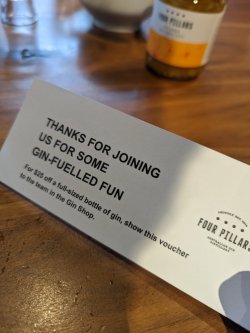 FOUR PILLARS
THANKS FOR JOINING
US FOR SOME
GIN-FUELLED FUN
For $25 off a full-sized bottle of gin, show this voucher
to the team in the Gin Shop.
FOUR PILLARS